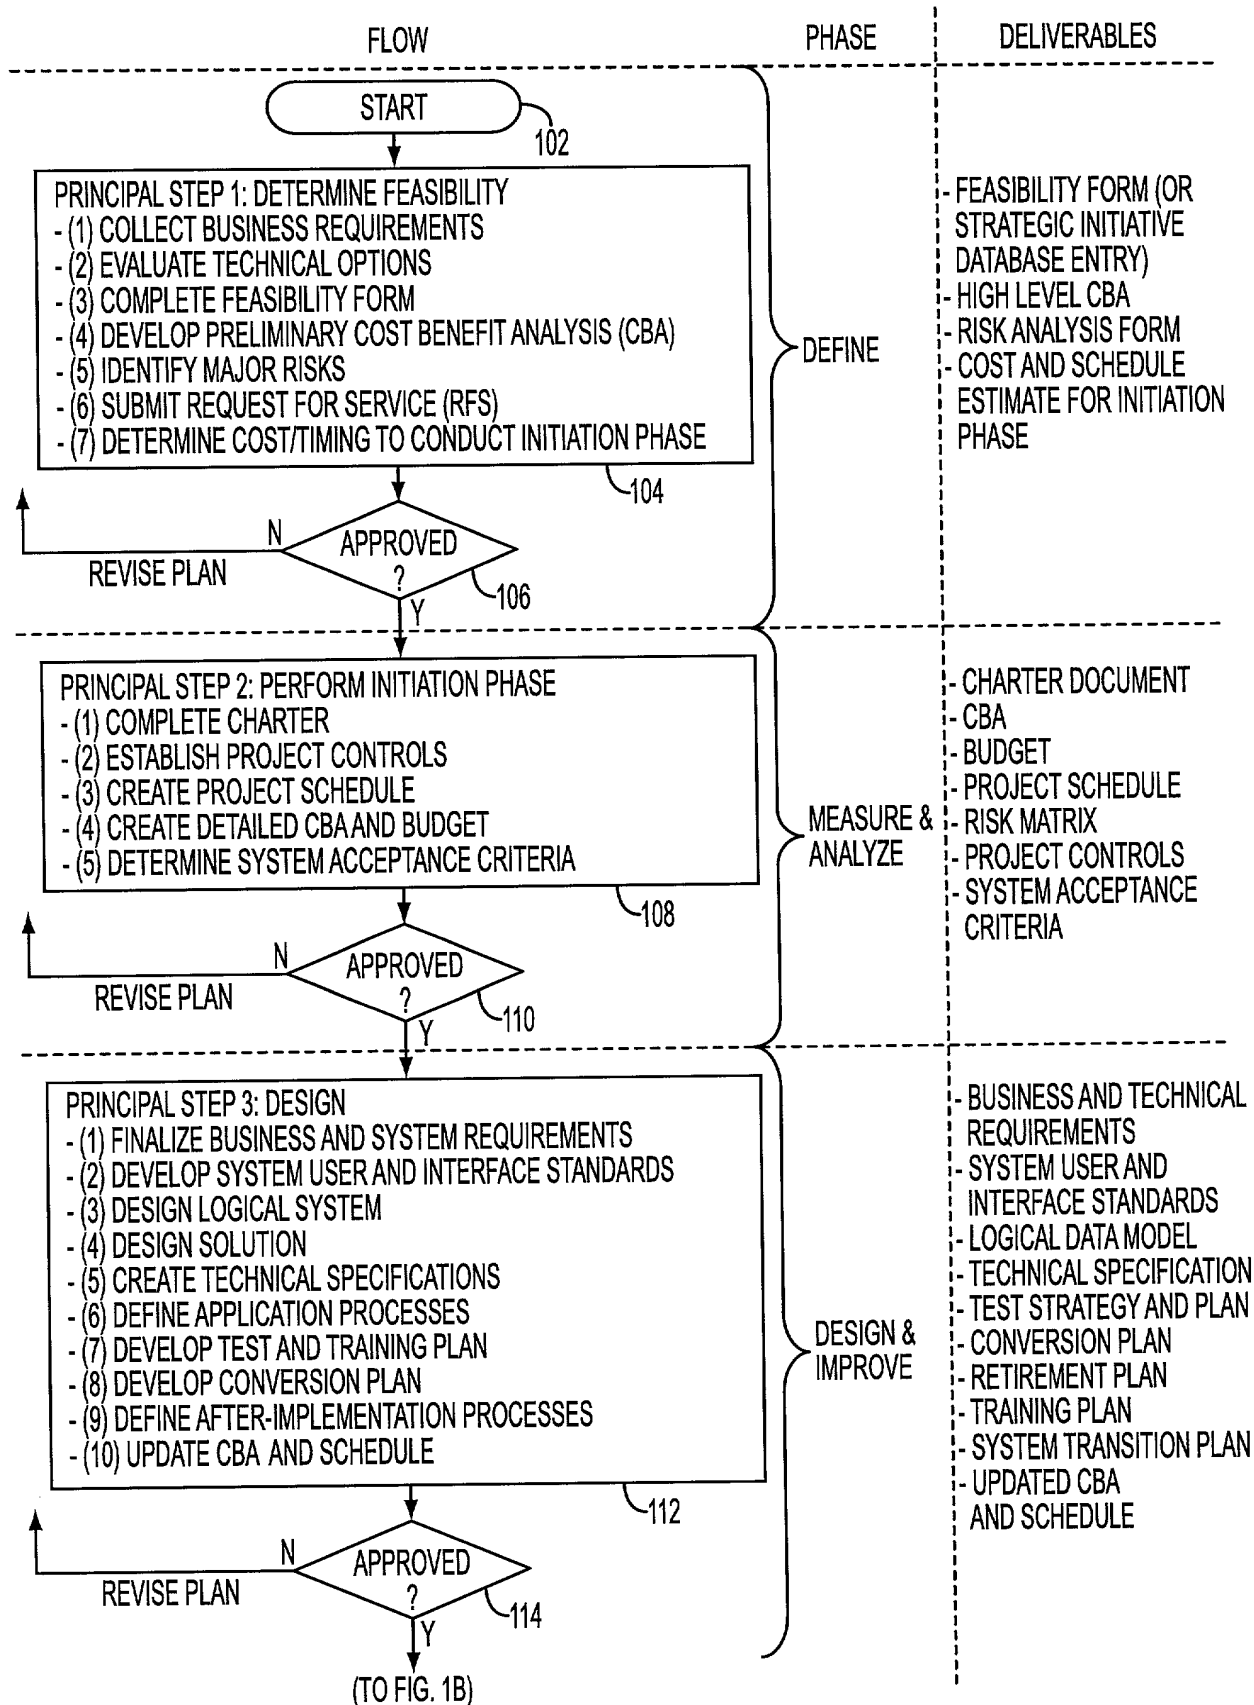 FLOW
PHASE
DELIVERABLES
START
102
PRINCIPAL STEP 1: DETERMINE FEASIBILITY
- (1) COLLECT BUSINESS REQUIREMENTS
- (2) EVALUATE TECHNICAL OPTIONS
- (3) COMPLETE FEASIBILITY FORM
- (4) DEVELOP PRELIMINARY COST BENEFIT ANALYSIS (CBA)
- (5) IDENTIFY MAJOR RISKS
- (6) SUBMIT REQUEST FOR SERVICE (RFS)
- (7) DETERMINE COST/TIMING TO CONDUCT INITIATION PHASE
104
N
APPROVED
?
REVISE PLAN
106
Y
DEFINE
- FEASIBILITY FORM (OR
STRATEGIC INITIATIVE
DATABASE ENTRY)
- HIGH LEVEL CBA
- RISK ANALYSIS FORM
- COST AND SCHEDULE
ESTIMATE FOR INITIATION
PHASE
PRINCIPAL STEP 2: PERFORM INITIATION PHASE
- (1) COMPLETE CHARTER
- (2) ESTABLISH PROJECT CONTROLS
- (3) CREATE PROJECT SCHEDULE
- (4) CREATE DETAILED CBA AND BUDGET
- (5) DETERMINE SYSTEM ACCEPTANCE CRITERIA
108
N
APPROVED
?
REVISE PLAN
110
Y
MEASURE &
ANALYZE
- CHARTER DOCUMENT
- CBA
- BUDGET
- PROJECT SCHEDULE
- RISK MATRIX
- PROJECT CONTROLS
- SYSTEM ACCEPTANCE
CRITERIA
PRINCIPAL STEP 3: DESIGN
- (1) FINALIZE BUSINESS AND SYSTEM REQUIREMENTS
- (2) DEVELOP SYSTEM USER AND INTERFACE STANDARDS
- (3) DESIGN LOGICAL SYSTEM
- (4) DESIGN SOLUTION
- (5) CREATE TECHNICAL SPECIFICATIONS
- (6) DEFINE APPLICATION PROCESSES
- (7) DEVELOP TEST AND TRAINING PLAN
- (8) DEVELOP CONVERSION PLAN
- (9) DEFINE AFTER-IMPLEMENTATION PROCESSES
- (10) UPDATE CBA AND SCHEDULE
112
N
APPROVED
?
REVISE PLAN
114
Y
(TO FIG. 1B)
DESIGN &
IMPROVE
- BUSINESS AND TECHNICAL
REQUIREMENTS
- SYSTEM USER AND
INTERFACE STANDARDS
- LOGICAL DATA MODEL
- TECHNICAL SPECIFICATION
- TEST STRATEGY AND PLAN
- CONVERSION PLAN
- RETIREMENT PLAN
- TRAINING PLAN
- SYSTEM TRANSITION PLAN
- UPDATED CBA
AND SCHEDULE